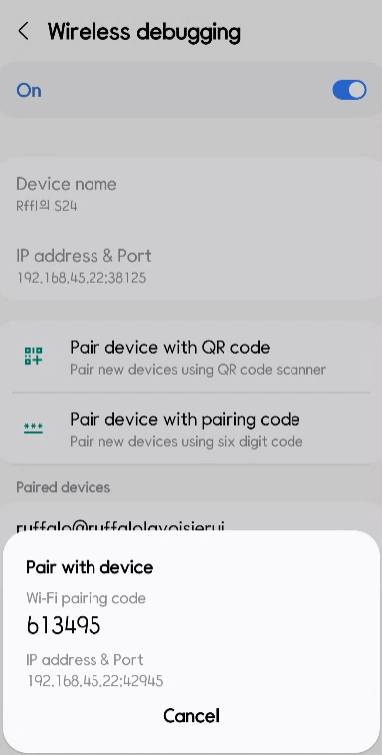 Wireless debugging
On
Device name
Rffl의 S24
IP address & Port
192.168.45.22:38125
Pair device with QR code
Pair new devices using QR code scanner
Pair device with pairing code
Pair new devices using six digit code
Paired devices
ruffalo@ruffalolavoisierui
Pair with device
Wi-Fi pairing code
613495
IP address & Port
192.168.45.22:42945
Cancel